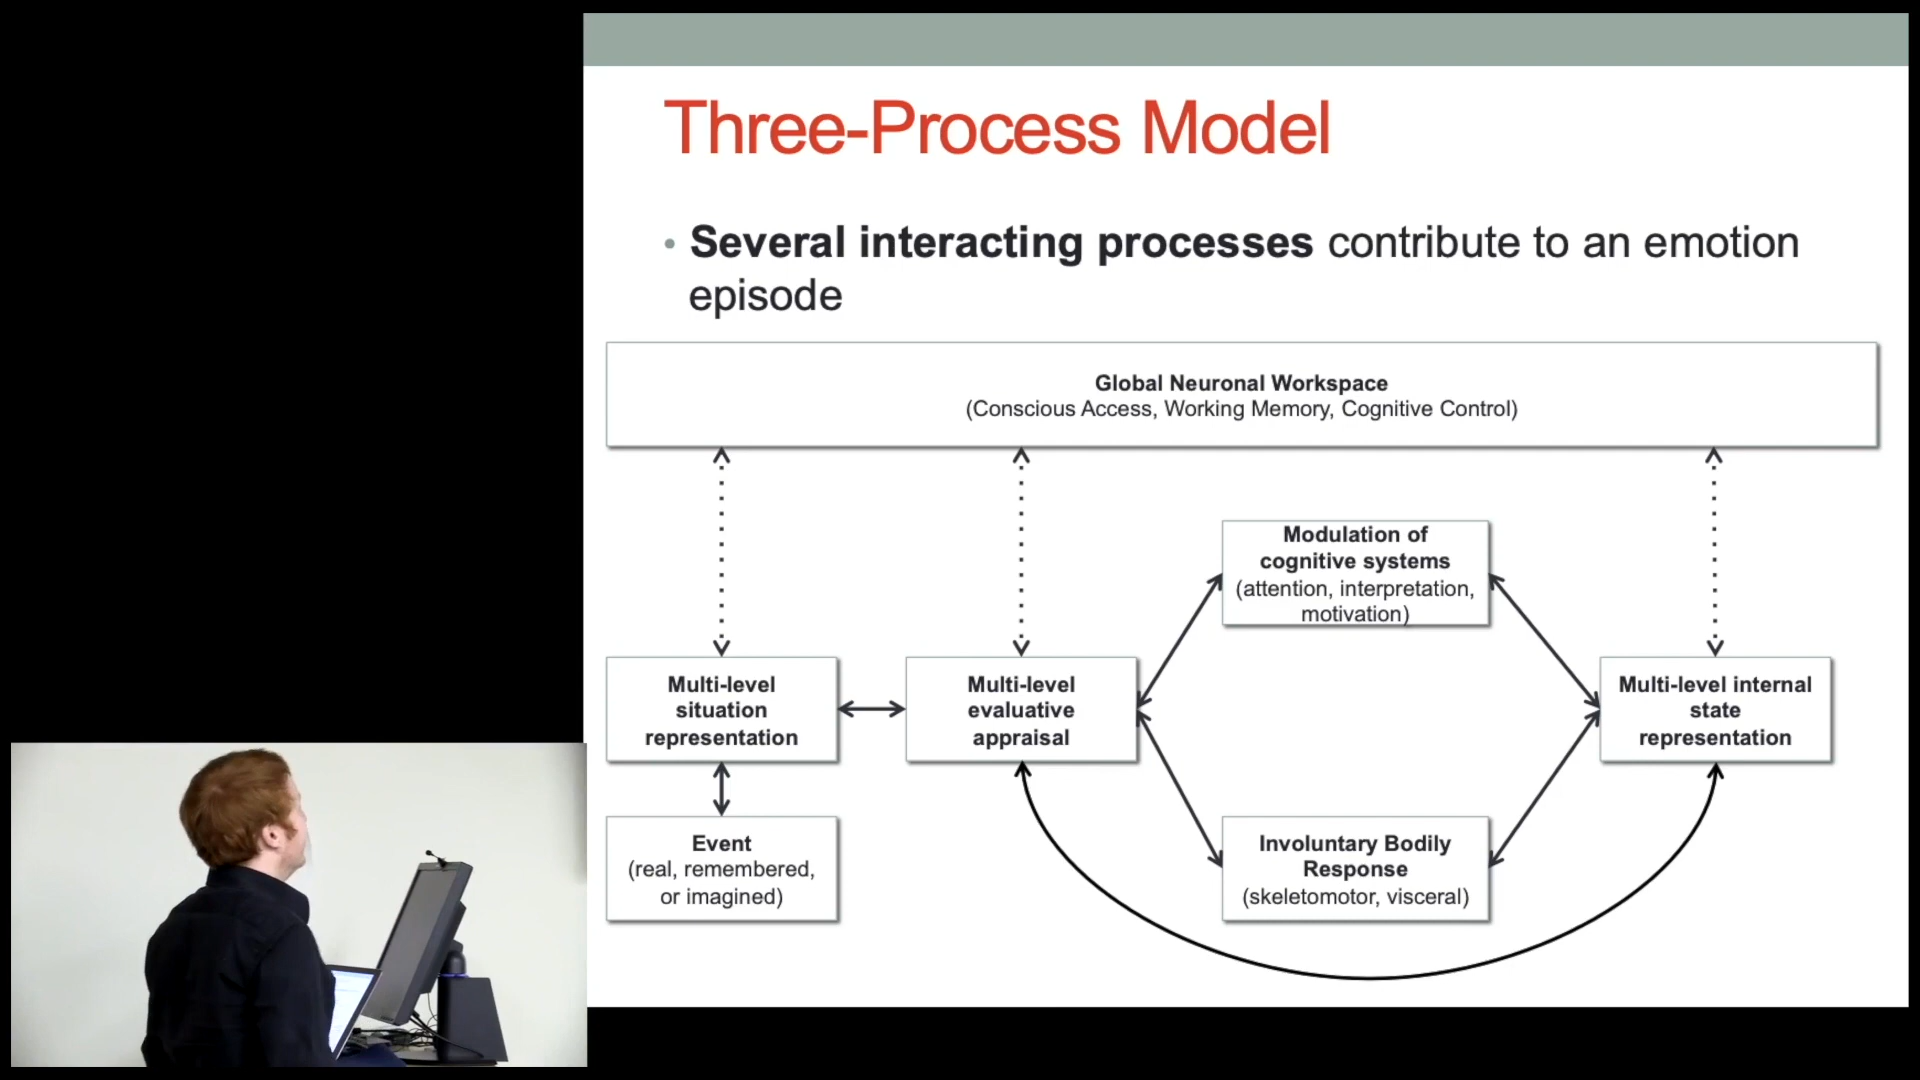 Three-Process Model
• Several interacting processes contribute to an emotion
episode
Global Neuronal Workspace
(Conscious Access, Working Memory, Cognitive Control)
Modulation of
cognitive systems
(attention, interpretation,
motivation)
Multi-level
situation
representation
Multi-level
evaluative
appraisal
Multi-level internal
state
representation
Event
(real, remembered,
or imagined)
Involuntary Bodily
Response
(skeletomotor, visceral)